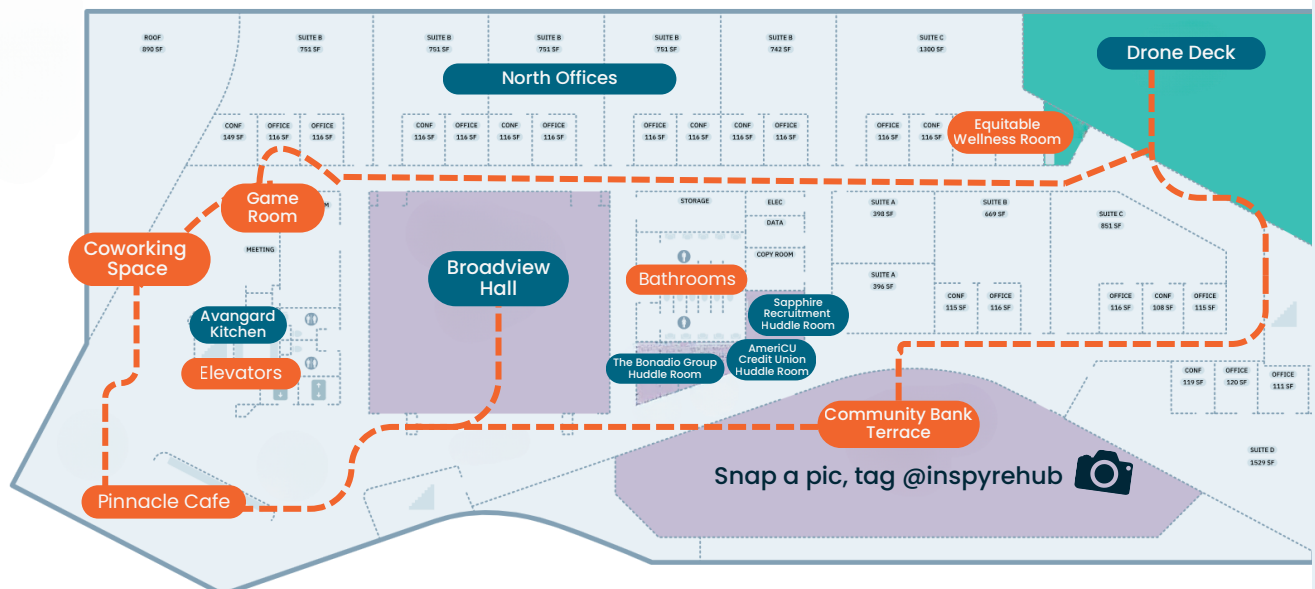 ROOF
890 SF
SUITE B
751 SF
SUITE B
751 SF
SUITE B
751 SF
SUITE B
751 SF
SUITE B
742 SF
SUITE C
1300 SF
Drone Deck
North Offices
CONF
149 SF
OFFICE
116 SF
OFFICE
116 SF
CONF
116 SF
OFFICE
116 SF
CONF
116 SF
OFFICE
116 SF
OFFICE
116 SF
CONF
116 SF
CONF
116 SF
OFFICE
116 SF
OFFICE
116 SF
CONF
116 SF
Equitable
Wellness Room
Game
Room
STORAGE
ELEC
DATA
COPY ROOM
SUITE A
398 SF
SUITE B
669 SF
SUITE C
851 SF
Coworking
Space
MEETING
Broadview
Hall
Bathrooms
SUITE A
396 SF
CONF
115 SF
OFFICE
116 SF
OFFICE
116 SF
CONF
108 SF
OFFICE
115 SF
Avangard
Kitchen
Sapphire
Recruitment
Huddle Room
Elevators
The Bonadio Group
Huddle Room
AmeriCU
Credit Union
Huddle Room
CONF
119 SF
OFFICE
120 SF
OFFICE
111 SF
Community Bank
Terrace
SUITE D
1529 SF
Snap a pic, tag @inspyrehub
Pinnacle Cafe